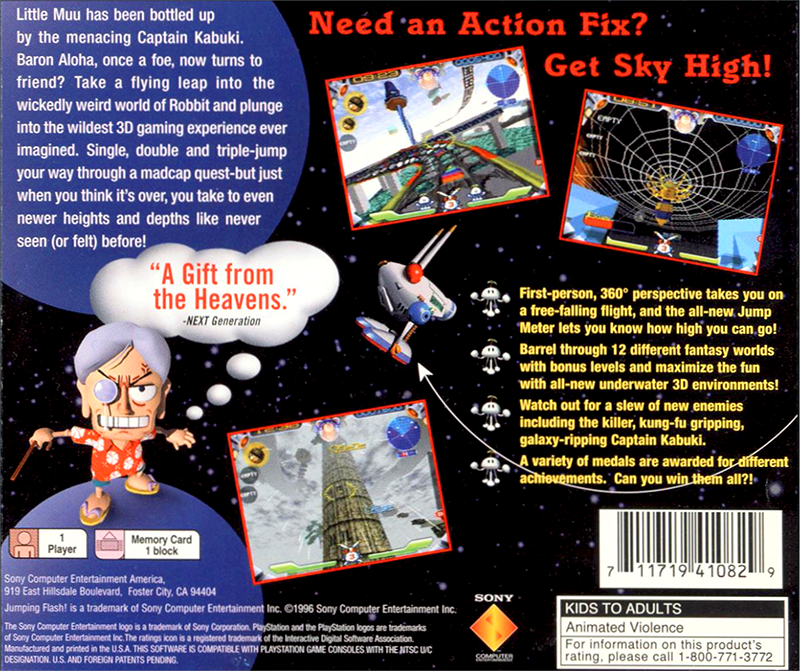 Little Muu has been bottled up
by the menacing Captain Kabuki.
Baron Aloha, once a foe, now turns to
friend? Take a flying leap into the
wickedly weird world of Robbit and plunge
into the wildest 3D gaming experience ever
imagined. Single, double and triple-jump
your way through a madcap quest-but just
when you think it's over, you take to even
newer heights and depths like never
seen (or felt) before!
Need an Action Fix?
Get Sky High!
EMPTY
EMPTY
EMPTY
EMPTY
3
3
"A Gift from
the Heavens."
-NEXT Generation
First-person, 360° perspective takes you on
a free-falling flight, and the all-new Jump
Meter lets you know how high you can go!
Barrel through 12 different fantasy worlds
with bonus levels and maximize the fun
with all-new underwater 3D environments!
Watch out for a slew of new enemies
including the killer, kung-fu gripping,
galaxy-ripping Captain Kabuki.
A variety of medals are awarded for different
achievements. Can you win them all?!
EMPTY
EMPTY
3
1
Player
Memory Card
1 block
Sony Computer Entertainment America,
919 East Hillsdale Boulevard, Foster City, CA 94404
Jumping Flash! is a trademark of Sony Computer Entertainment Inc. ©1996 Sony Computer Entertainment Inc.
The Sony Computer Entertainment logo is a trademark of Sony Corporation. PlayStation and the PlayStation logos are trademarks
of Sony Computer Entertainment Inc. The ratings icon is a registered trademark of the Interactive Digital Software Association.
Manufactured and printed in the U.S.A. THIS SOFTWARE IS COMPATIBLE WITH PLAYSTATION GAME CONSOLES WITH THE NTSC U/C
DESIGNATION. U.S. AND FOREIGN PATENTS PENDING.
SONY
COMPUTER
ENTERTAINMENT
7 11719 41082 9
KIDS TO ADULTS
Animated Violence
For information on this product's
rating, please call 1-800-771-3772